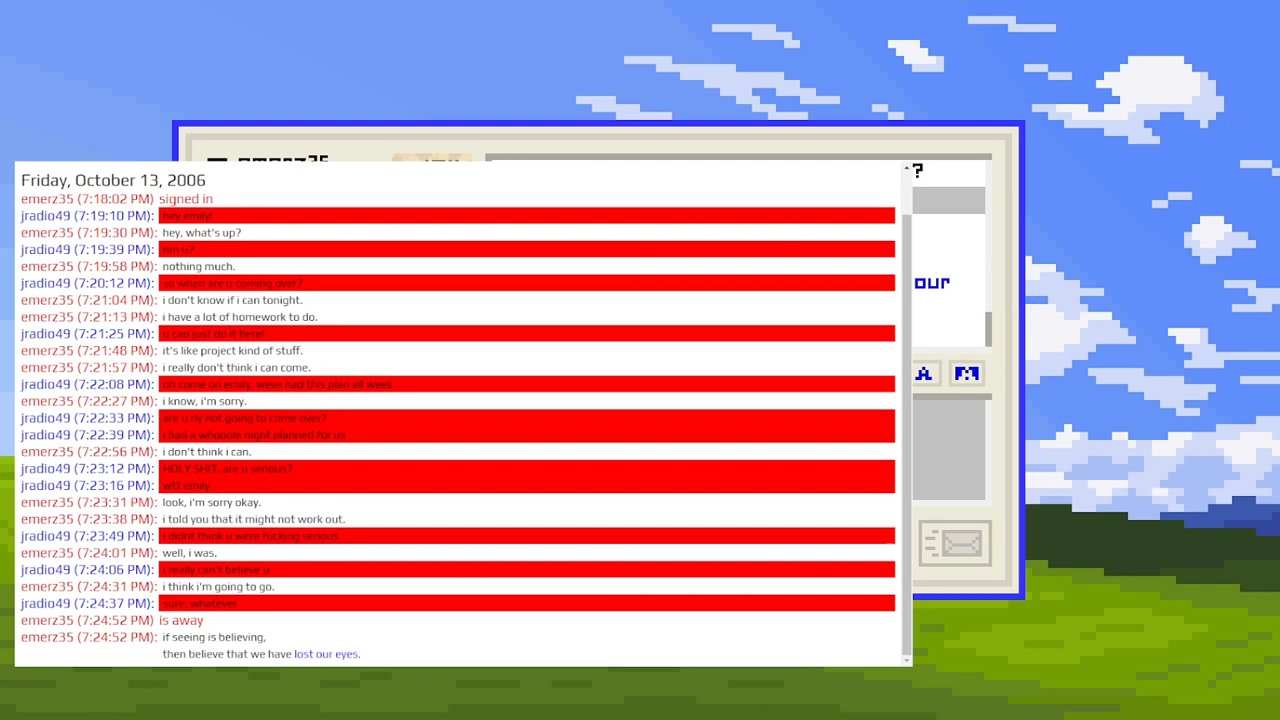 emerz35
?
Friday, October 13, 2006
emerz35 (7:18:02 PM) signed in
jradio49 (7:19:10 PM): hey emily!
emerz35 (7:19:30 PM): hey, what's up?
jradio49 (7:19:39 PM): nm u?
emerz35 (7:19:58 PM): nothing much.
jradio49 (7:20:12 PM): so when are u coming over?
our
emerz35 (7:21:04 PM): i don't know if i can tonight.
emerz35 (7:21:13 PM): i have a lot of homework to do.
jradio49 (7:21:25 PM): u can just do it here!
emerz35 (7:21:48 PM): it's like project kind of stuff.
emerz35 (7:21:57 PM): i really don't think i can come.
A
jradio49 (7:22:08 PM): oh come on emily, weve had this plan all week
emerz35 (7:22:27 PM): i know, i'm sorry.
jradio49 (7:22:33 PM): are u rly not going to come over?
jradio49 (7:22:39 PM): i had a whooole night planned for us
emerz35 (7:22:56 PM): i don't think i can.
jradio49 (7:23:12 PM): HOLY SHIT, are u serious?
jradio49 (7:23:16 PM): wtf emily
emerz35 (7:23:31 PM): look, i'm sorry okay.
emerz35 (7:23:38 PM): i told you that it might not work out.
jradio49 (7:23:49 PM): i didnt think u were fucking serious
emerz35 (7:24:01 PM): well, i was.
jradio49 (7:24:06 PM): i really can't believe u
emerz35 (7:24:31 PM): i think i'm going to go.
jradio49 (7:24:37 PM): sure, whatever
emerz35 (7:24:52 PM) is away
emerz35 (7:24:52 PM): if seeing is believing,
then believe that we have lost our eyes.